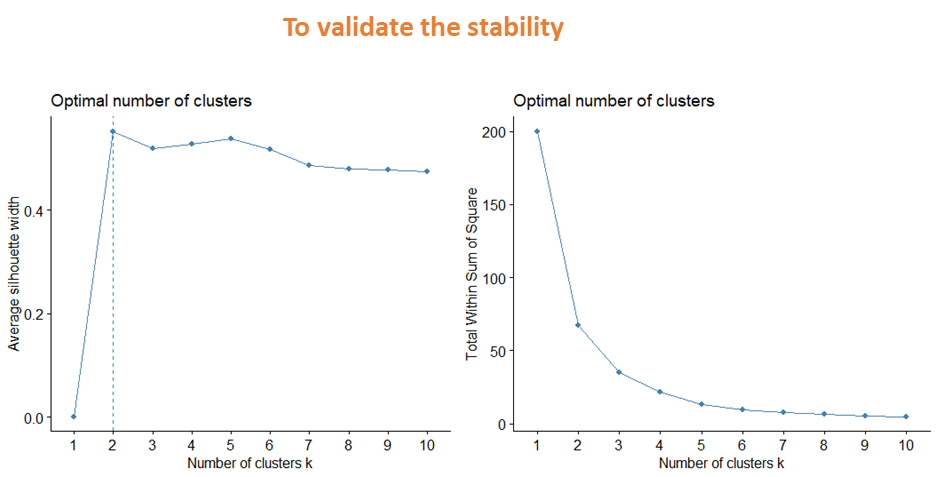 To validate the stability
Optimal number of clusters
Average silhouette width
0.4
0.2
0.0
1 2 3 4 5 6 7 8 9 10
Number of clusters k
Optimal number of clusters
Total Within Sum of Square
200
150
100
50
0
1 2 3 4 5 6 7 8 9 10
Number of clusters k